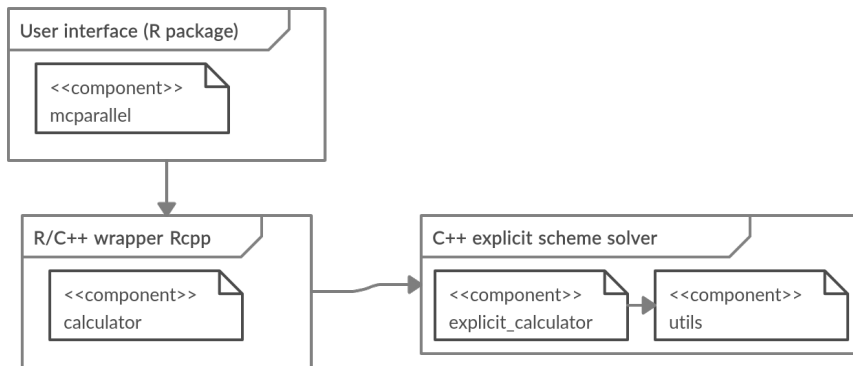 User interface (R package)
<<component>>
mcparallel
R/C++ wrapper Rcpp
<<component>>
calculator
C++ explicit scheme solver
<<component>>
explicit_calculator
<<component>>
utils